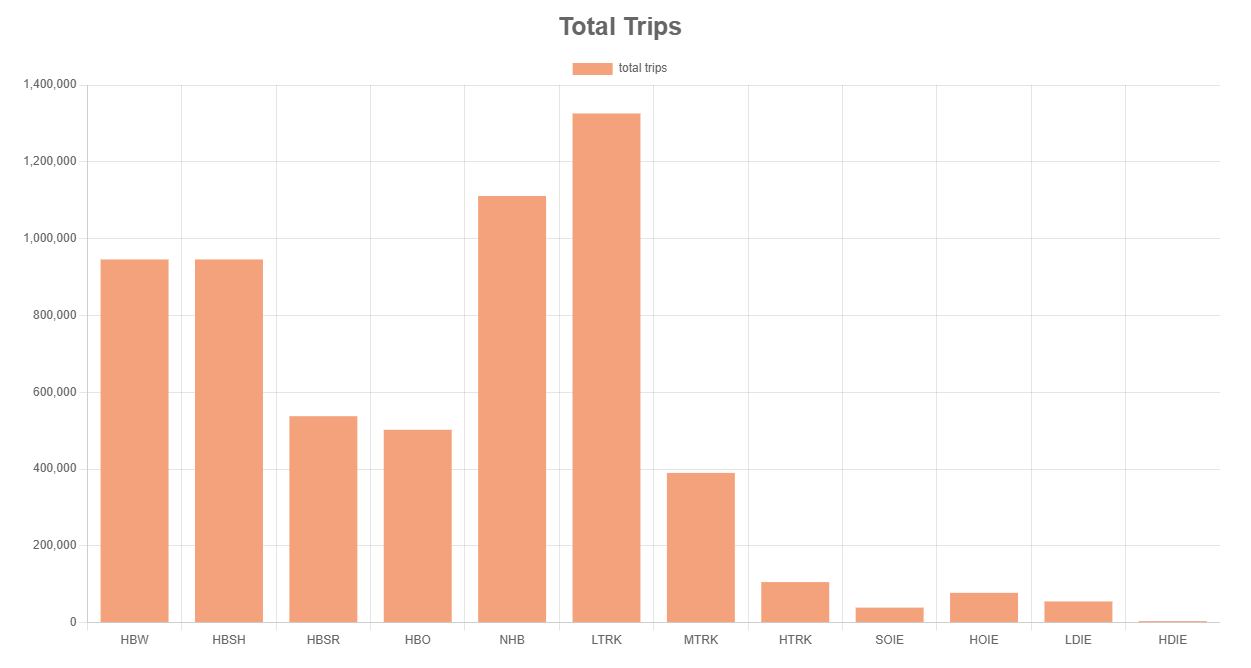 Total Trips
total trips
1,400,000
1,200,000
1,000,000
800,000
600,000
400,000
200,000
0
HBW HBSH HBSR HBO NHB LTRK MTRK HTRK SOIE HOIE LDIE HDIE